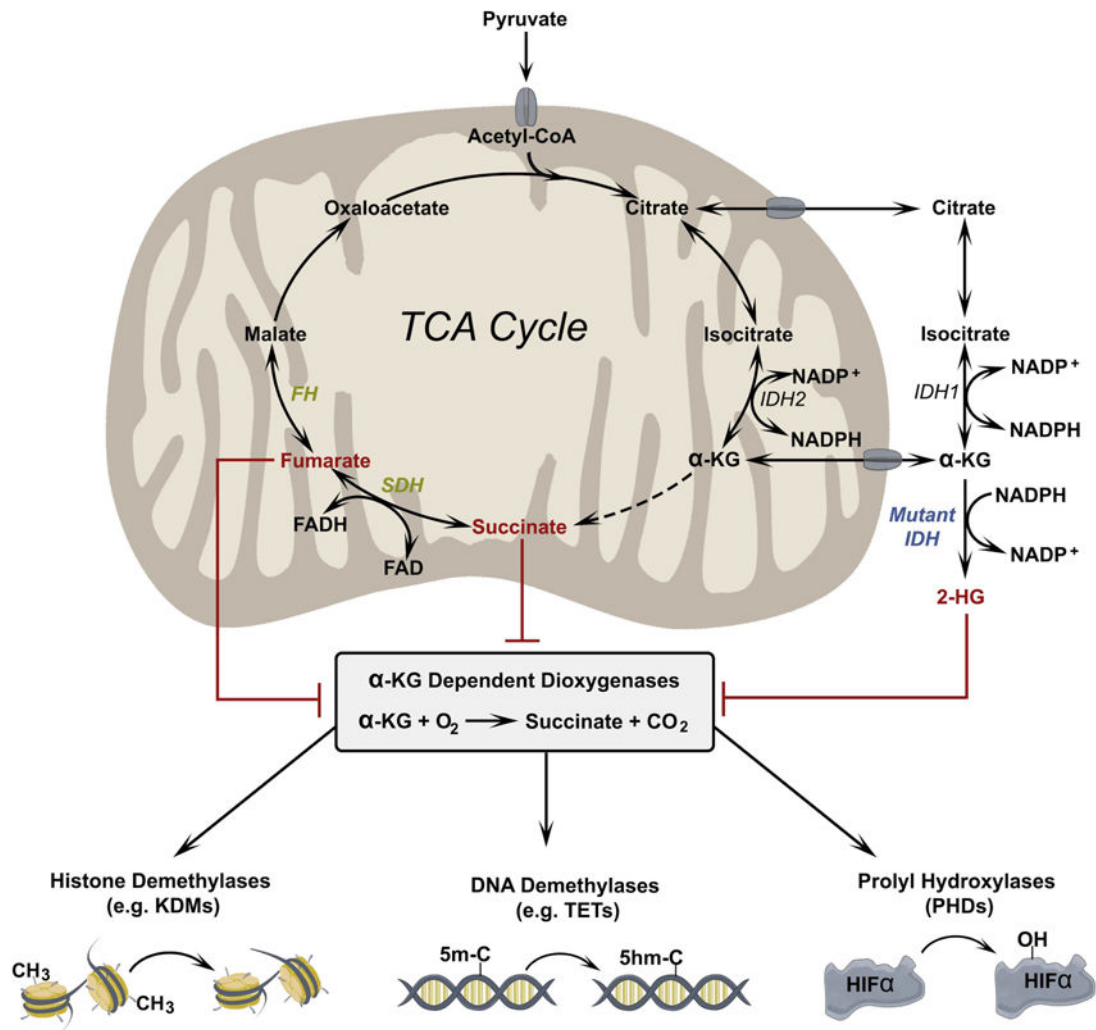 Pyruvate
Acetyl-CoA
Oxaloacetate
Citrate
Citrate
TCA Cycle
Malate
Isocitrate
Isocitrate
NADP+
IDH2
NADPH
IDH1
NADP+
NADPH
FH
Fumarate
α-KG
α-KG
SDH
FADH
FAD
Succinate
Mutant
IDH
NADPH
NADP+
2-HG
α-KG Dependent Dioxygenases
α-KG + O2 → Succinate + CO2
Histone Demethylases
(e.g. KDMs)
DNA Demethylases
(e.g. TETs)
Prolyl Hydroxylases
(PHDs)
CH3
CH3
5m-C
5hm-C
HIFα
OH
HIFα